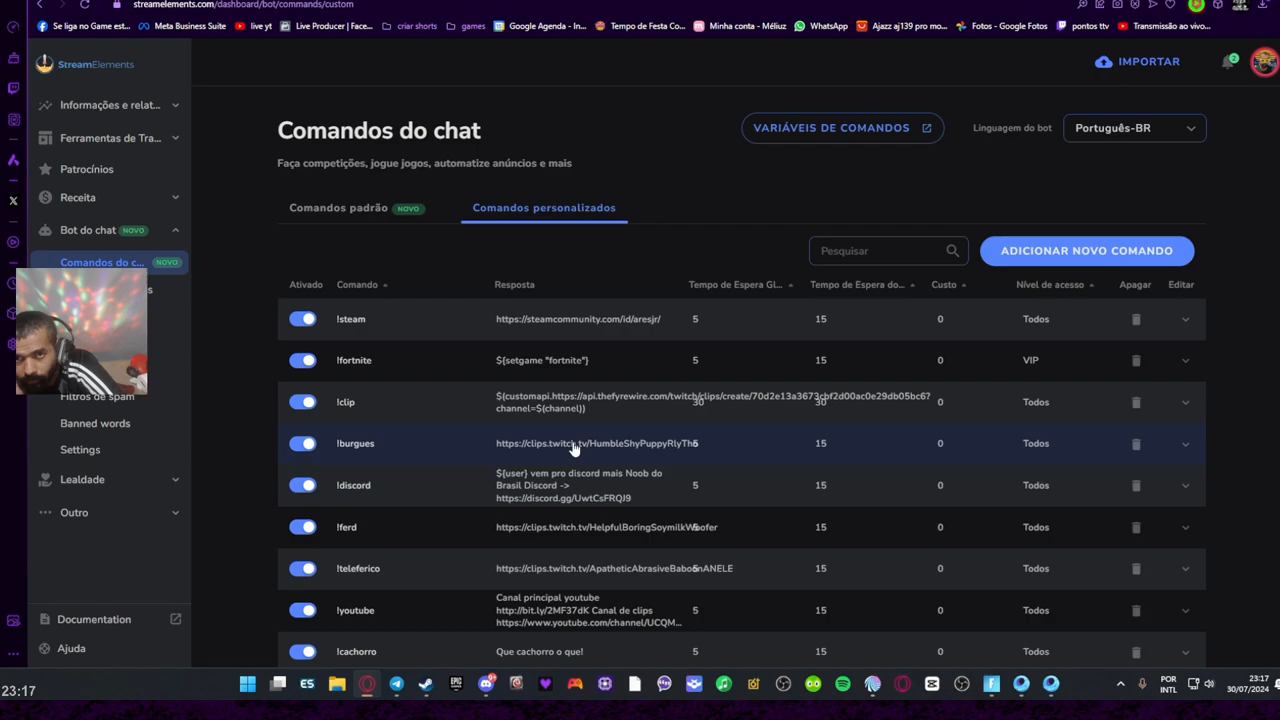 streamelements.com/dashboard/bot/commands/custom
Se liga no Game est...
Meta Business Suite
live yt
Live Producer | Face...
criar shorts
games
Google Agenda - In...
Tempo de Festa Co...
WhatsApp
Minha conta - Méliuz
Ajazz aj139 pro mo...
Fotos - Google Fotos
pontos ttv
Transmissão ao vivo...
StreamElements
IMPORTAR
2
Informações e relat...
Ferramentas de Tra...
Patrocínios
Receita
Bot do chat NOVO
Comandos do c... NOVO
Filtros de spam
Banned words
Settings
Lealdade
Outro
Documentation
Ajuda
Comandos do chat
VARIÁVEIS DE COMANDOS
Linguagem do bot
Português-BR
Faça competições, jogue jogos, automatize anúncios e mais
Comandos padrão NOVO
Comandos personalizados
Pesquisar
ADICIONAR NOVO COMANDO
Ativado Comando Resposta Tempo de Espera Gl... Tempo de Espera do... Custo Nível de acesso Apagar Editar
!steam https://steamcommunity.com/id/aresjr/ 5 15 0 Todos
!fortnite ${setgame "fortnite"} 5 15 0 VIP
!clip $(customapi.https://api.thefyrewire.com/twitch/clips/create/70d2e13a3673cbf2d00ac0e29db05bc67
channel=$(channel)) 30 30 0 Todos
!burgues https://clips.twitch.tv/HumbleShyPuppyRlyTho 5 15 0 Todos
!discord ${user} vem pro discord mais Noob do
Brasil Discord ->
https://discord.gg/UwtCsFRQJ9 5 15 0 Todos
!ferd https://clips.twitch.tv/HelpfulBoringSoymilkWoofer 5 15 0 Todos
!teleferico https://clips.twitch.tv/ApatheticAbrasiveBaboonANELE 5 15 0 Todos
!youtube Canal principal youtube
http://bit.ly/2MF37dK Canal de clips
https://www.youtube.com/channel/UCQM... 5 15 0 Todos
!cachorro Que cachorro o que! 5 15 0 Todos
23:17
POR
INTL
23:17
30/07/2024